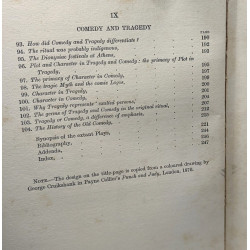 IX
COMEDY AND TRAGEDY
PAGE
93. How did Comedy and Tragedy differentiate?
94. The ritual was probably indigenous,
95. The Dionysiac festivals at Athens,
96. Plot and Character in Tragedy and Comedy: the primacy of Plot in
Tragedy,
97. The primacy of Character in Comedy,
98. The tragic Myth and the comic Logos,
99. Character in Tragedy,
100. Character in Comedy,
101. Why Tragedy represents 'sacred persons,'
102. The germs of Tragedy and Comedy in the original ritual,
103. Tragedy or Comedy, a difference of emphasis,
104. The History of the Old Comedy,
Synopsis of the extant Plays,
Bibliography,
Addenda,
Index,
NOTE.—The design on the title-page is copied from a coloured drawing by
George Cruikshank in Payne Collier's Punch and Judy, London, 1870.